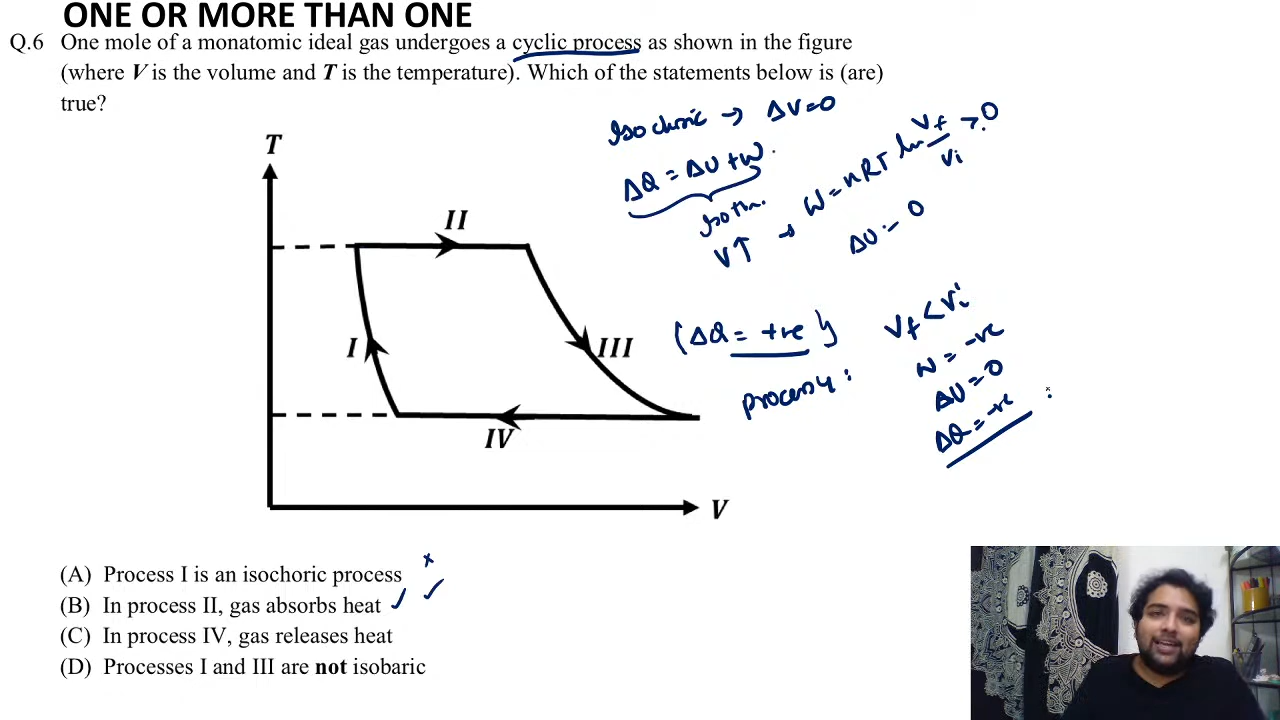 ONE OR MORE THAN ONE
Q.6 One mole of a monatomic ideal gas undergoes a cyclic process as shown in the figure
(where V is the volume and T is the temperature). Which of the statements below is (are)
true?
Isochoric → ΔV=0
ΔQ = ΔU + W
Isoth.
V↑ → W = nRT ln Vf/Vi > 0
ΔU = 0
T
II
I
III
IV
V
(ΔQ = +ve)
process 4:
Vf < Vi
W = -ve
ΔU = 0
ΔQ = -ve
(A) Process I is an isochoric process ×
(B) In process II, gas absorbs heat ✓ ✓
(C) In process IV, gas releases heat
(D) Processes I and III are not isobaric